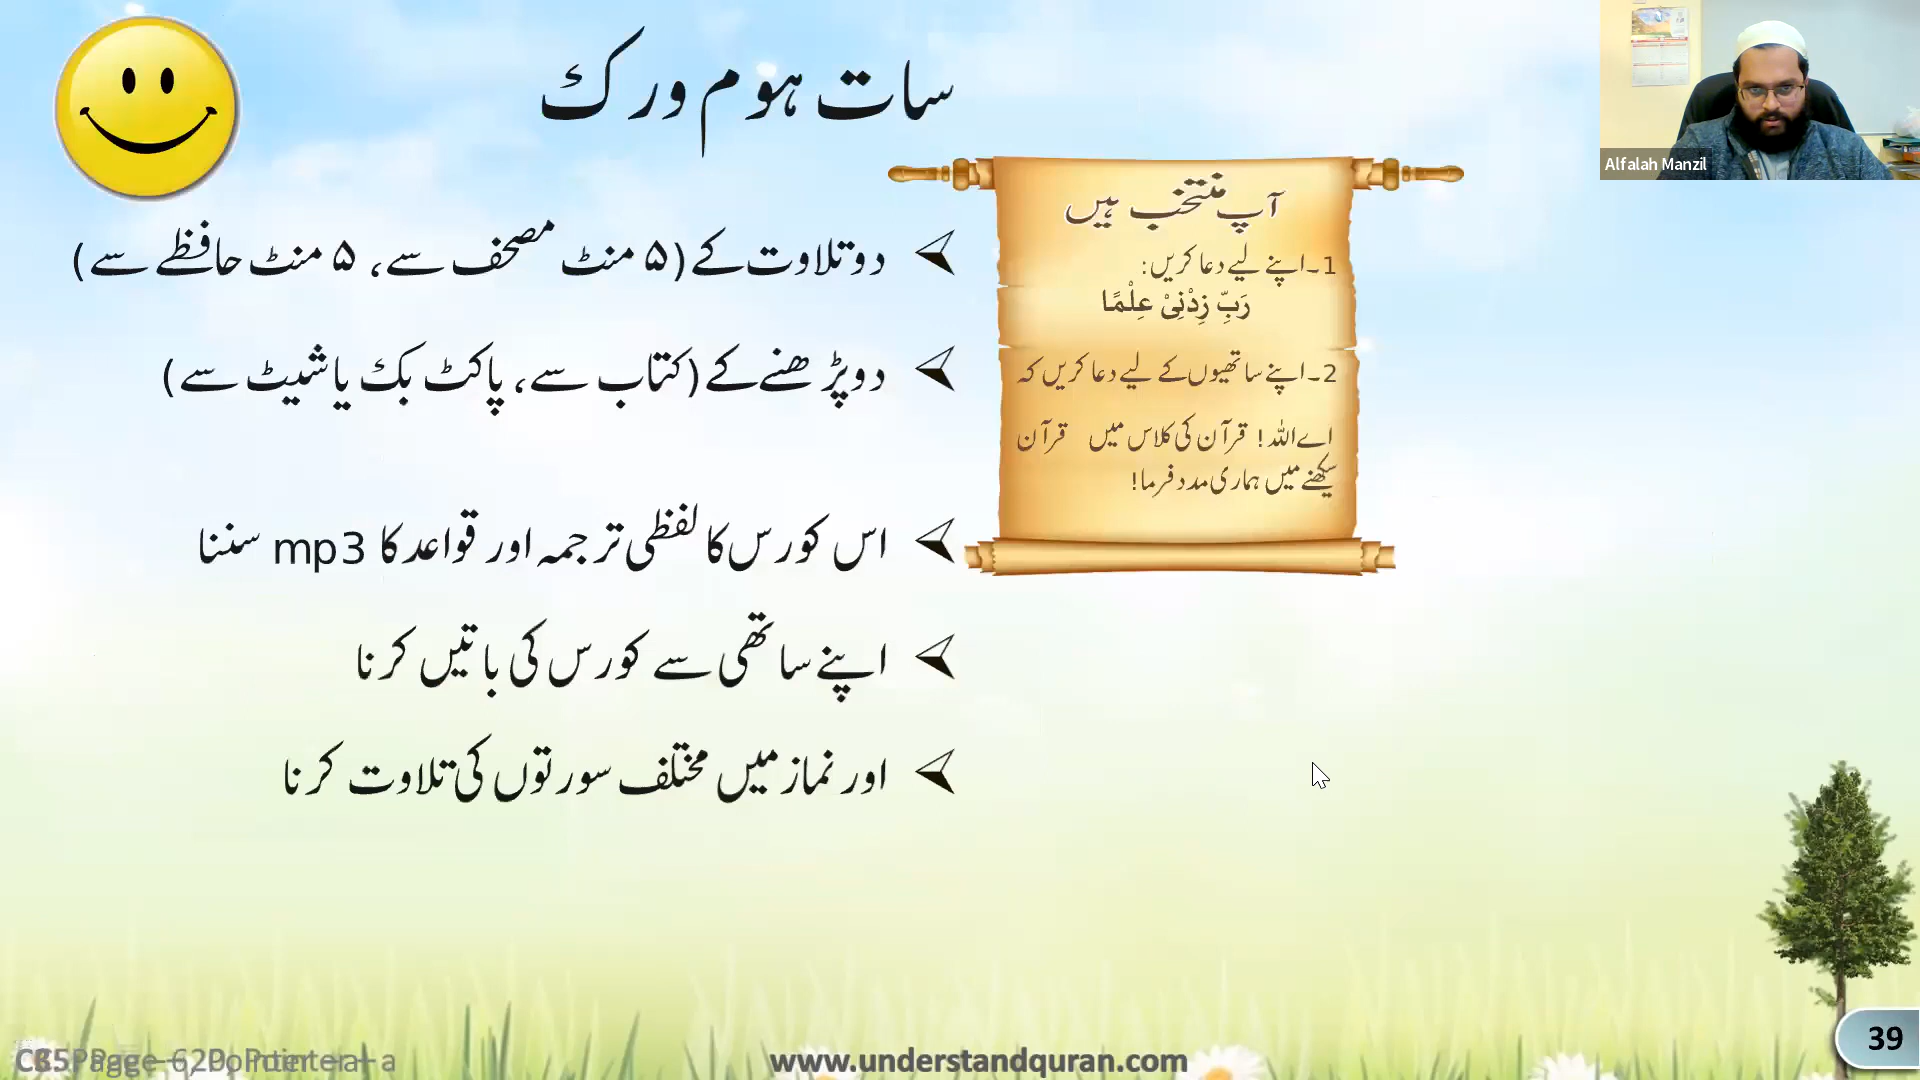 سات ہوم ورک
دو تلاوت کے (۵ منٹ مصحف سے، ۵ منٹ حافظے سے)
دو پڑھنے کے (کتاب سے، پاکٹ بک یا شیٹ سے)
اس کورس کا لفظی ترجمہ اور قواعد کا mp3 سننا
اپنے ساتھی سے کورس کی باتیں کرنا
اور نماز میں مختلف سورتوں کی تلاوت کرنا
آپ منتخب ہیں
1۔اپنے لیے دعا کریں:
رَبِّ زِدْنِیْ عِلْمًا
2۔اپنے ساتھیوں کے لیے دعا کریں کہ
اے اللہ! قرآن کی کلاس میں قرآن
سیکھنے میں ہماری مدد فرما!
Alfalah Manzil
www.understandquran.com
39